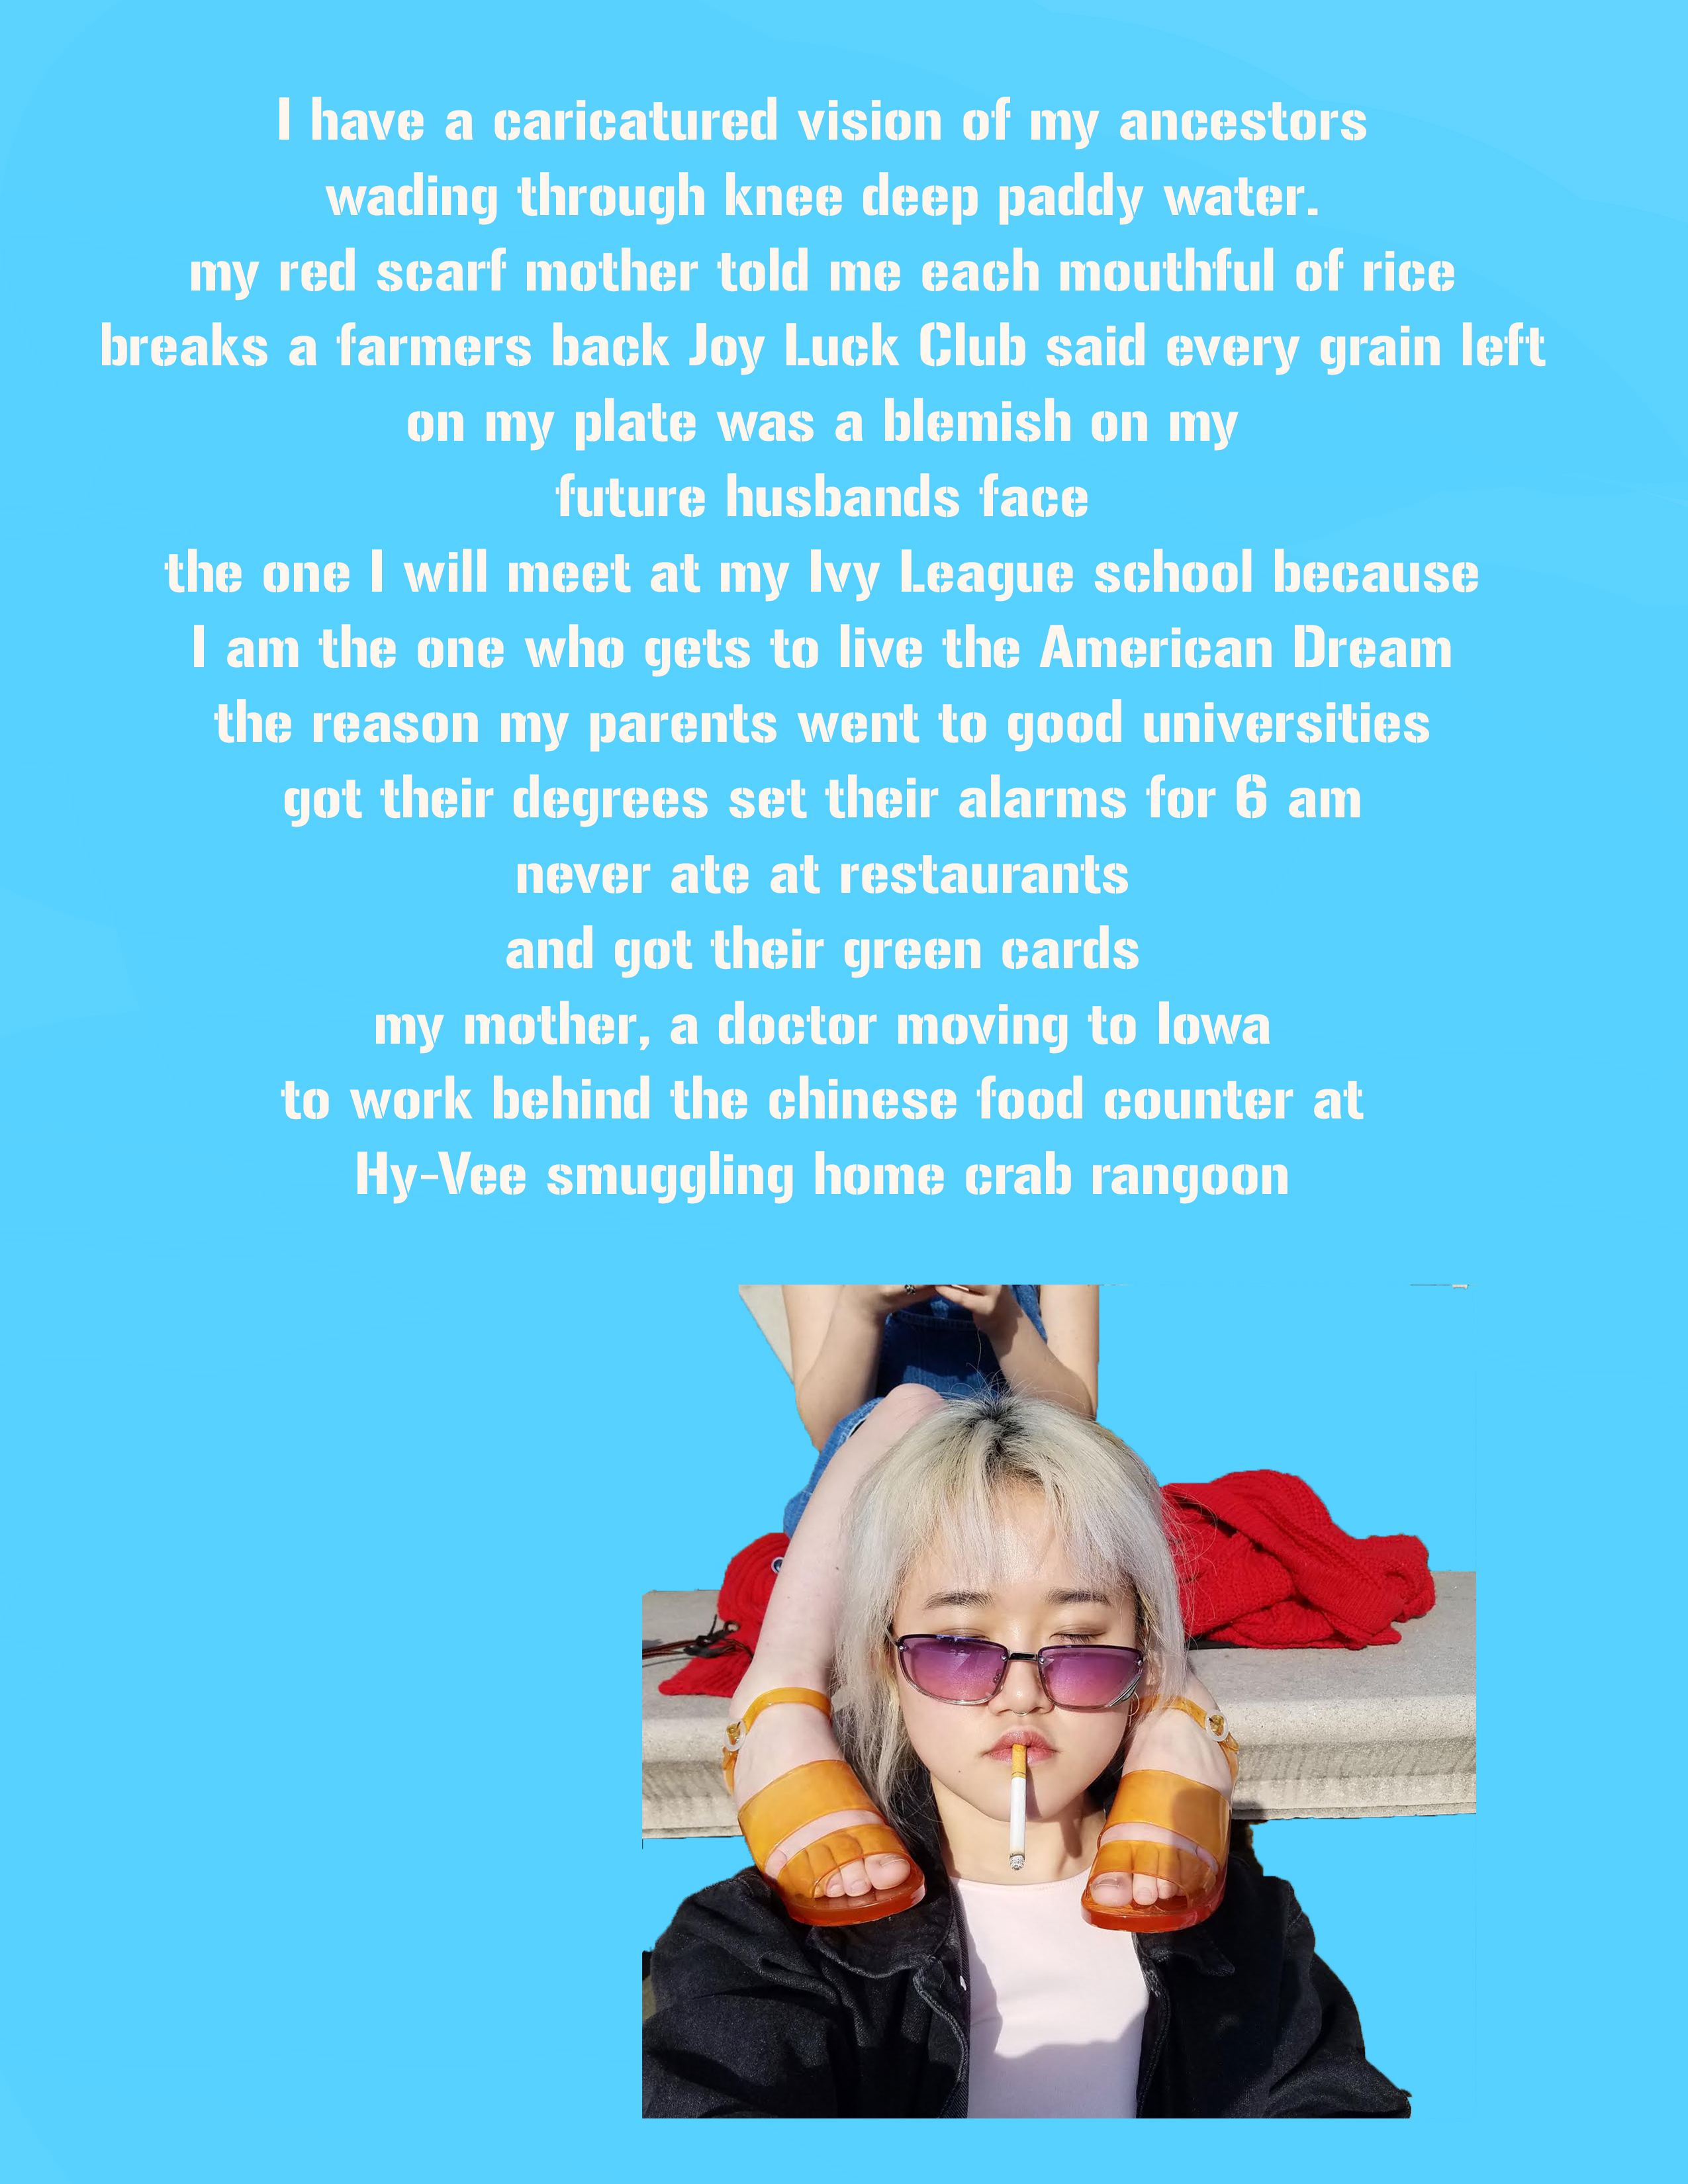 I have a caricatured vision of my ancestors
wading through knee deep paddy water.
my red scarf mother told me each mouthful of rice
breaks a farmers back Joy Luck Club said every grain left
on my plate was a blemish on my
future husbands face
the one I will meet at my Ivy League school because
I am the one who gets to live the American Dream
the reason my parents went to good universities
got their degrees set their alarms for 6 am
never ate at restaurants
and got their green cards
my mother, a doctor moving to Iowa
to work behind the chinese food counter at
Hy-Vee smuggling home crab rangoon